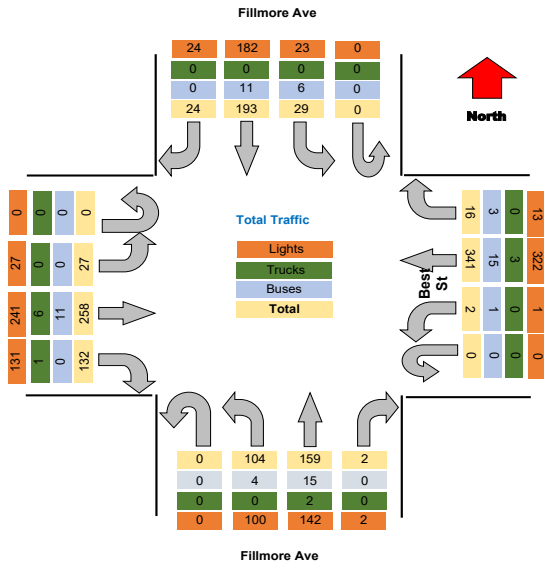 Fillmore Ave
24 182 23 0
0 0 0 0
0 11 6 0
24 193 29 0
North
0 0 0 0
27 0 0 27
241 6 11 258
131 1 0 132
Total Traffic
Lights
Trucks
Buses
Total
16 3 0 13
341 15 3 322
2 1 0 1
0 0 0 0
Best
St
0 104 159 2
0 4 15 0
0 0 2 0
0 100 142 2
Fillmore Ave